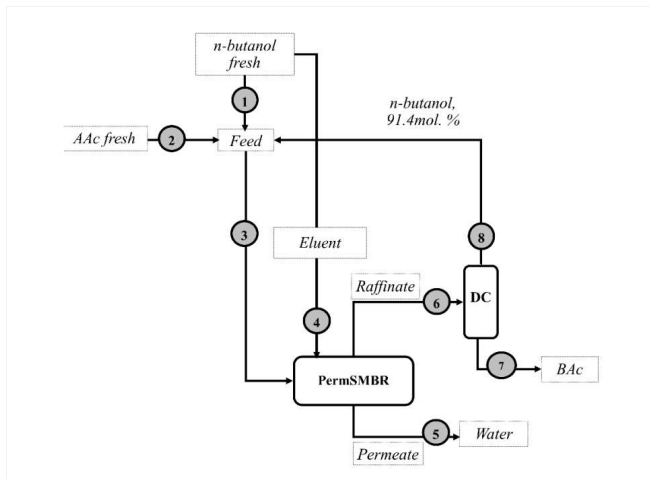 n-butanol
fresh
1
n-butanol,
91.4mol. %
AAc fresh
2
Feed
3
Eluent
8
Raffinate
6
DC
4
PermSMBR
7
BAc
5
Water
Permeate